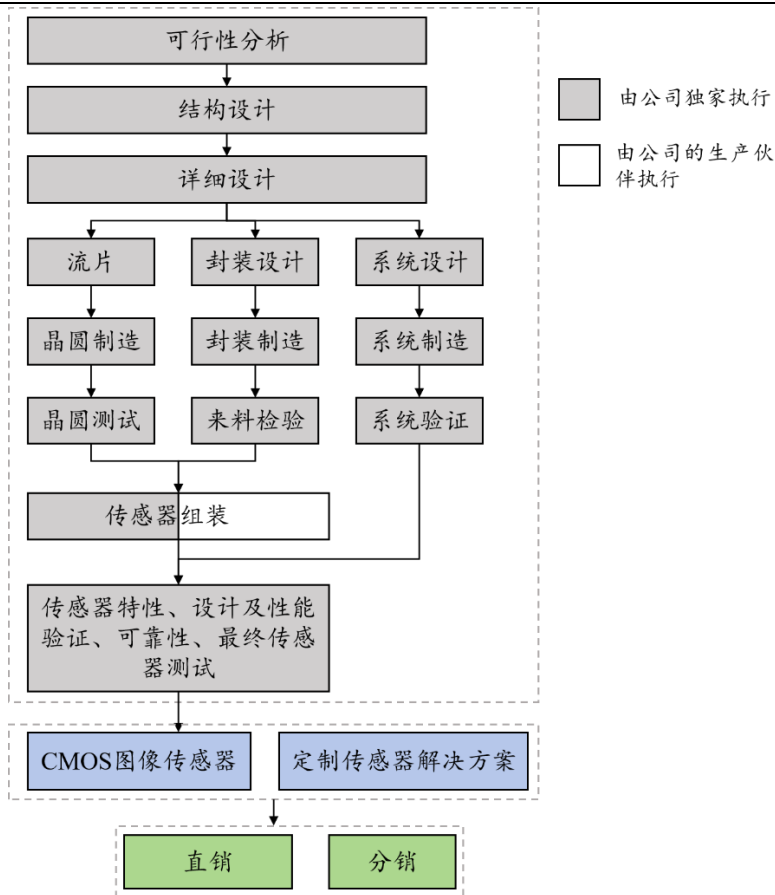 可行性分析
结构设计
详细设计
由公司独家执行
由公司的生产伙
伴执行
流片
封装设计
系统设计
晶圆制造
封装制造
系统制造
晶圆测试
来料检验
系统验证
传感器组装
传感器特性、设计及性能
验证、可靠性、最终传感
器测试
CMOS图像传感器
定制传感器解决方案
直销
分销